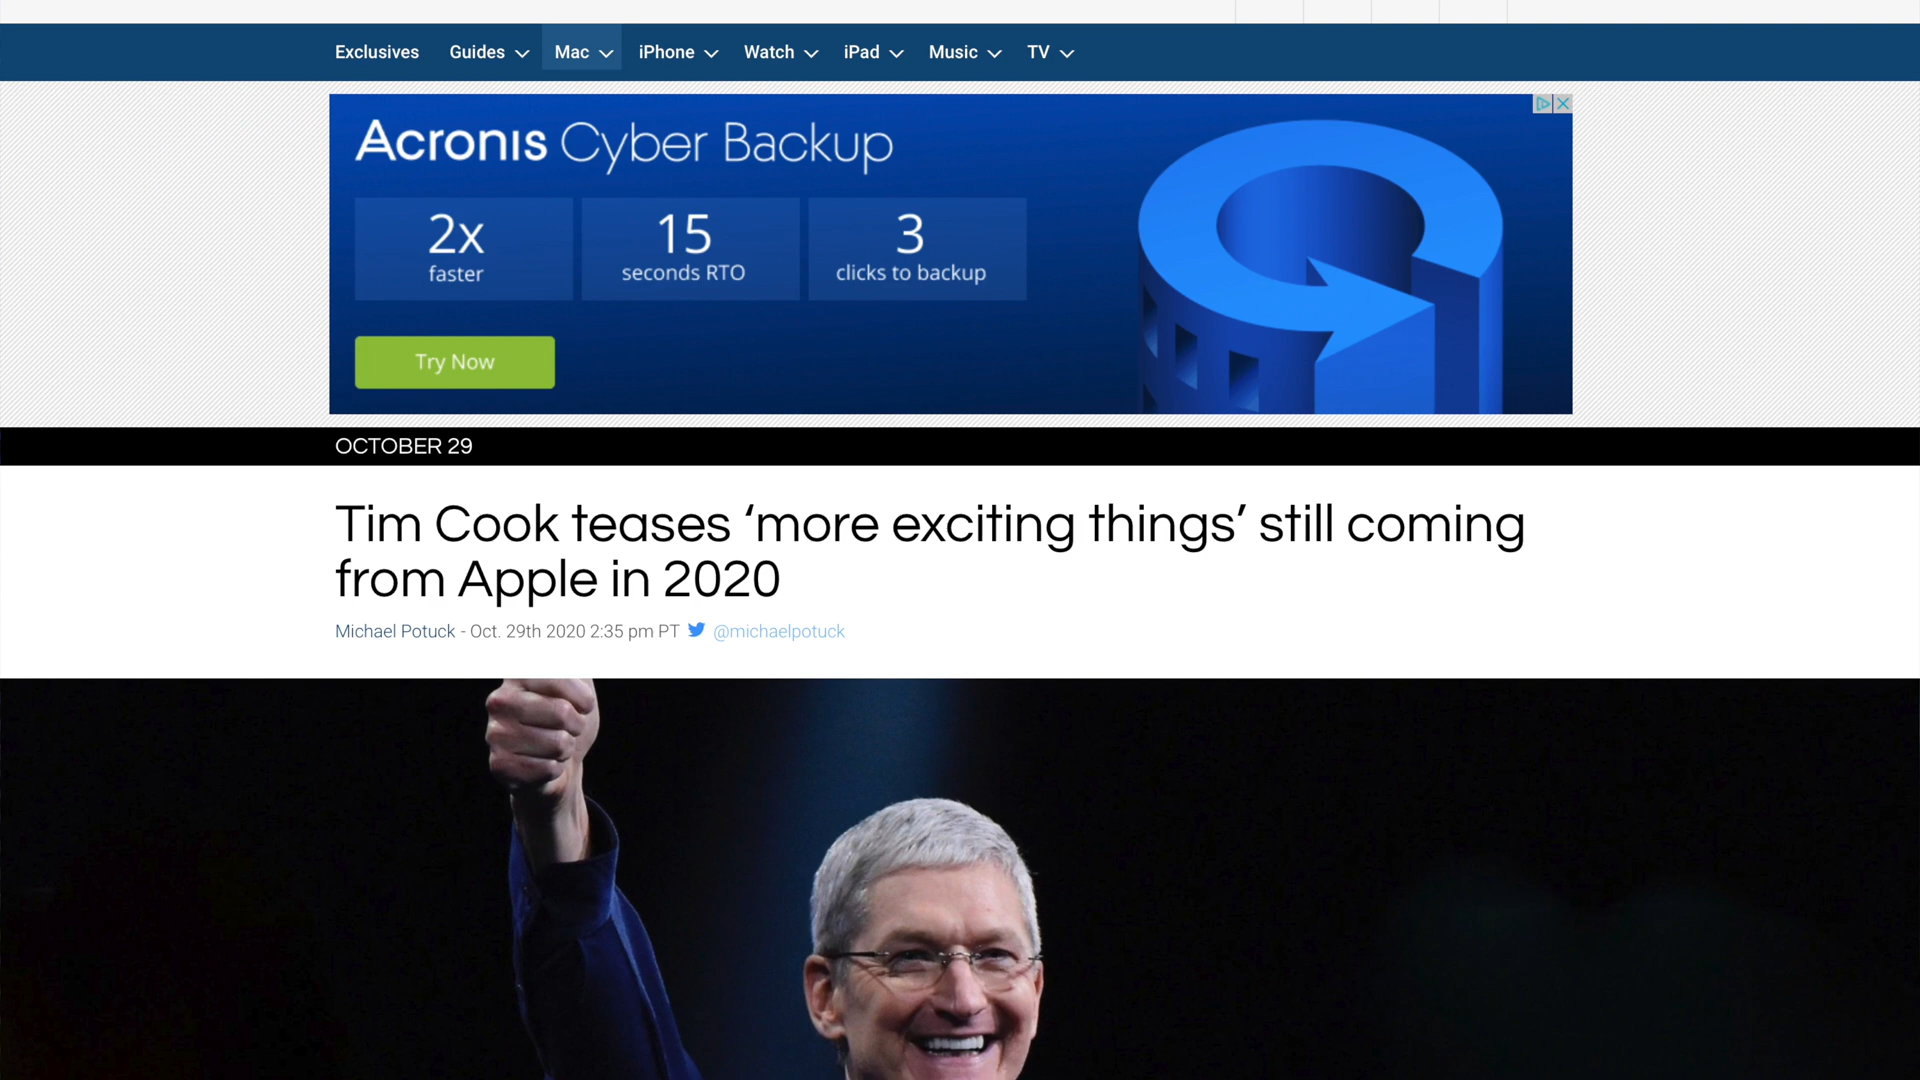 Exclusives Guides Mac iPhone Watch iPad Music TV
Acronis Cyber Backup
2x 15 3
faster seconds RTO clicks to backup
Try Now
OCTOBER 29
Tim Cook teases ‘more exciting things’ still coming
from Apple in 2020
Michael Potuck - Oct. 29th 2020 2:35 pm PT @michaelpotuck